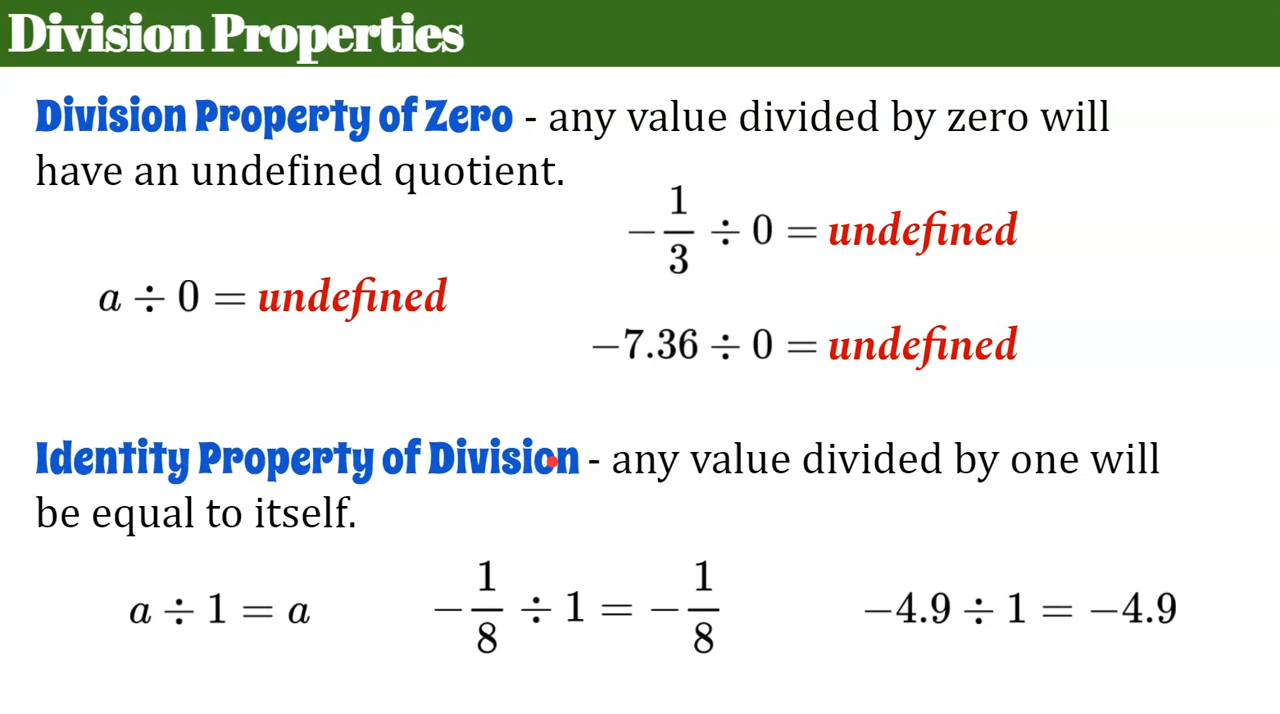 Division Properties
Division Property of Zero - any value divided by zero will
have an undefined quotient.
−1/3 ÷ 0 = undefined
a ÷ 0 = undefined
−7.36 ÷ 0 = undefined
Identity Property of Division - any value divided by one will
be equal to itself.
a ÷ 1 = a
−1/8 ÷ 1 = −1/8
−4.9 ÷ 1 = −4.9